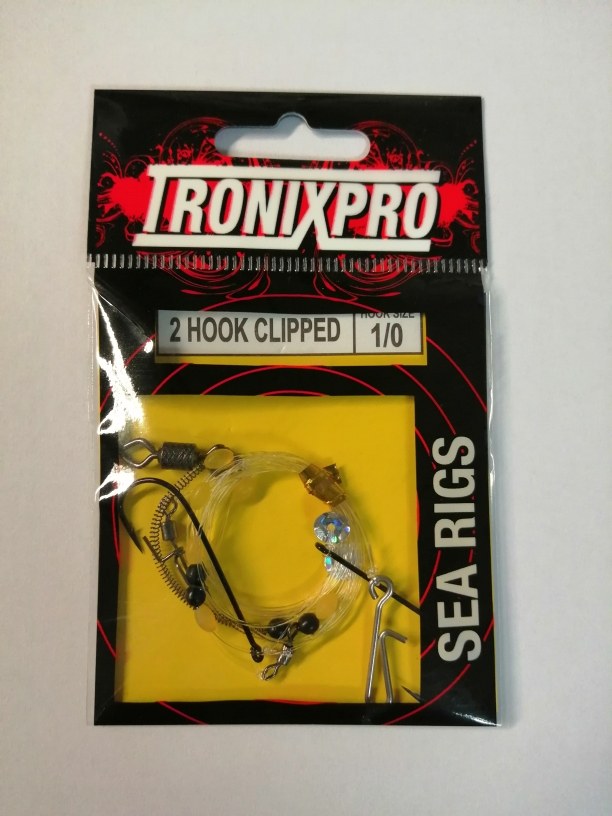 TRONIXPRO
2 HOOK CLIPPED
HOOK SIZE
1/0
SEA RIGS